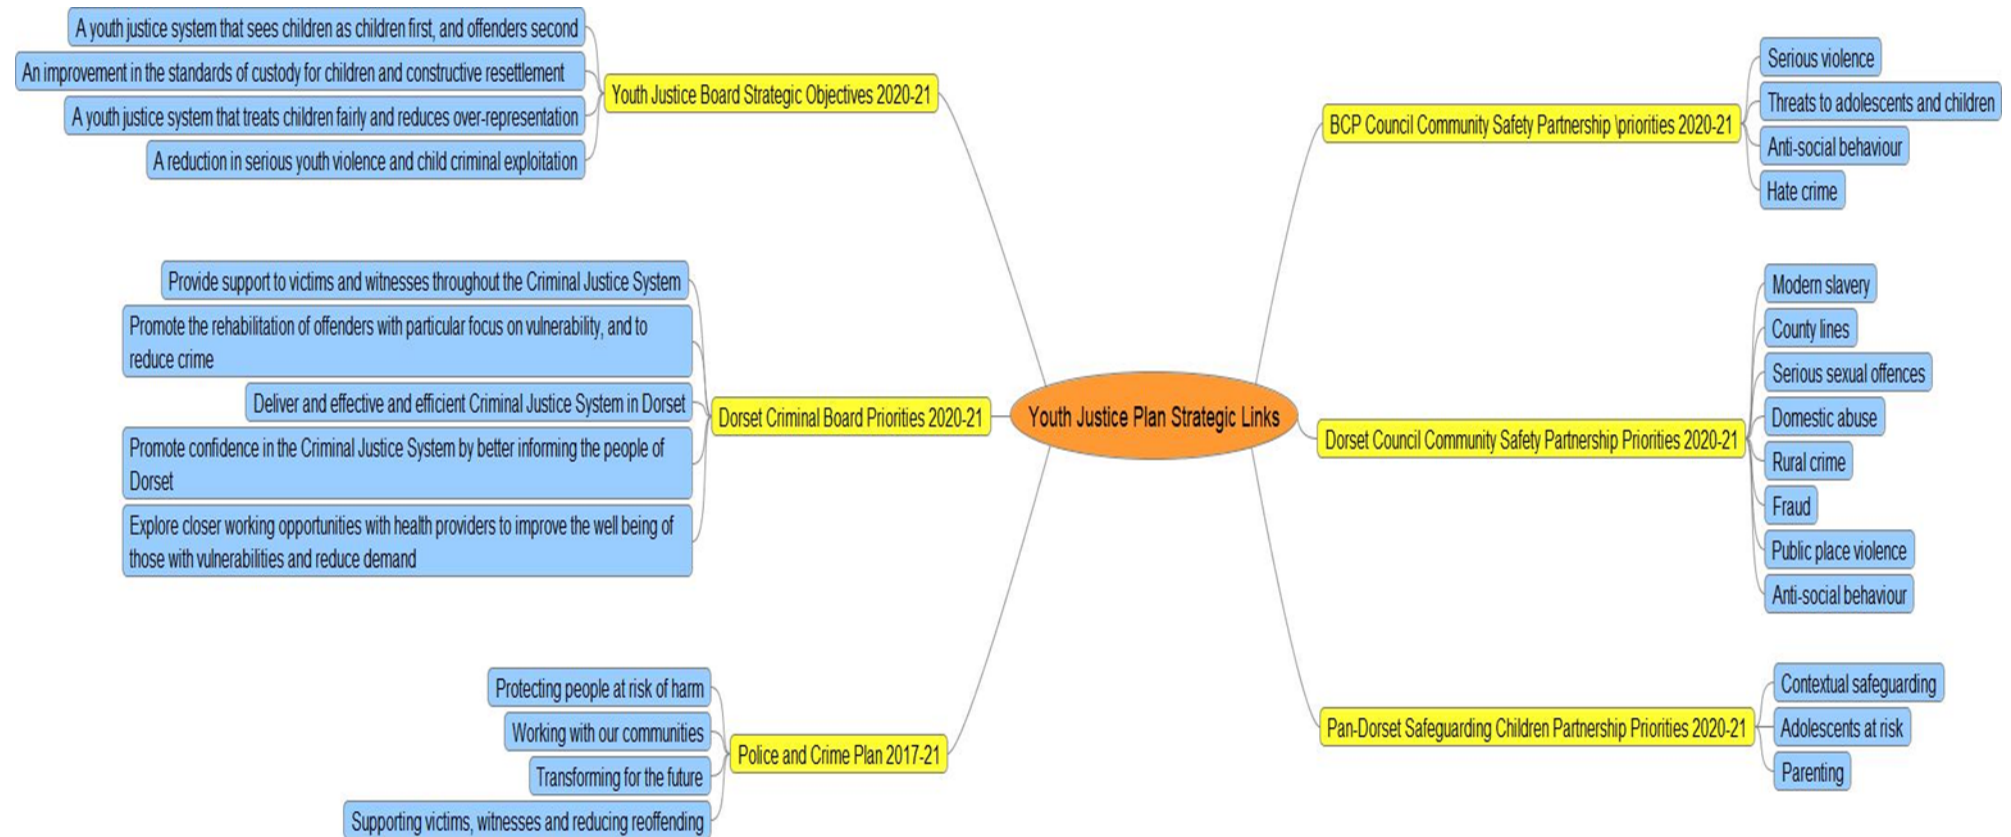 A youth justice system that sees children as children first, and offenders second
An improvement in the standards of custody for children and constructive resettlement
A youth justice system that treats children fairly and reduces over-representation
A reduction in serious youth violence and child criminal exploitation
Youth Justice Board Strategic Objectives 2020-21
Provide support to victims and witnesses throughout the Criminal Justice System
Promote the rehabilitation of offenders with particular focus on vulnerability, and to
reduce crime
Deliver and effective and efficient Criminal Justice System in Dorset
Promote confidence in the Criminal Justice System by better informing the people of
Dorset
Explore closer working opportunities with health providers to improve the well being of
those with vulnerabilities and reduce demand
Dorset Criminal Board Priorities 2020-21
Protecting people at risk of harm
Working with our communities
Transforming for the future
Supporting victims, witnesses and reducing reoffending
Police and Crime Plan 2017-21
Youth Justice Plan Strategic Links
BCP Council Community Safety Partnership \priorities 2020-21
Serious violence
Threats to adolescents and children
Anti-social behaviour
Hate crime
Dorset Council Community Safety Partnership Priorities 2020-21
Modern slavery
County lines
Serious sexual offences
Domestic abuse
Rural crime
Fraud
Public place violence
Anti-social behaviour
Pan-Dorset Safeguarding Children Partnership Priorities 2020-21
Contextual safeguarding
Adolescents at risk
Parenting